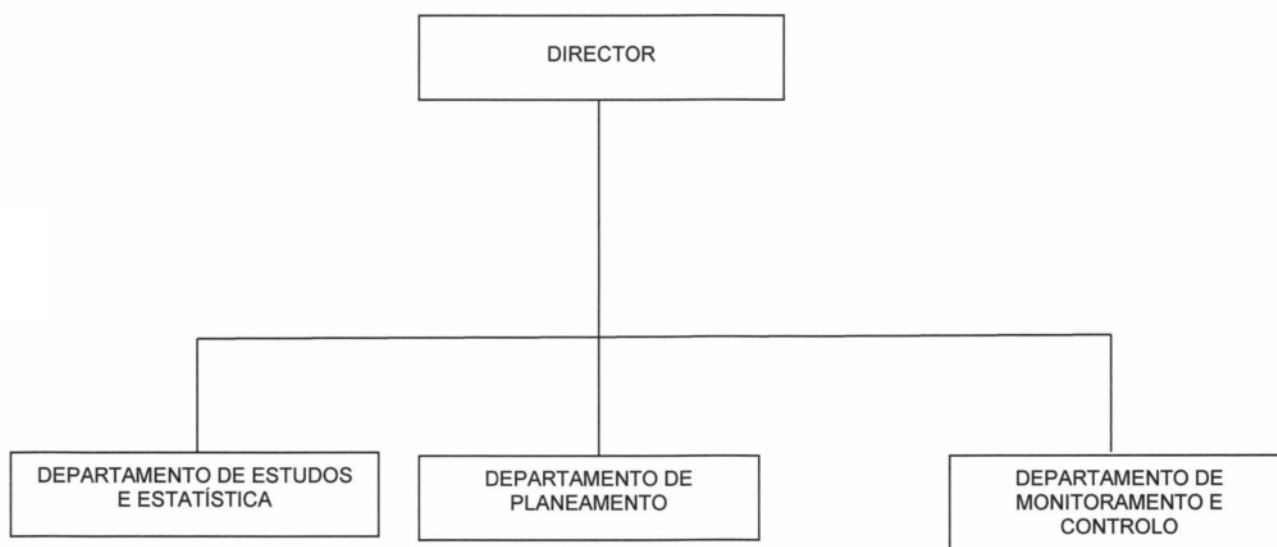 DIRECTOR
DEPARTAMENTO DE ESTUDOS
E ESTATÍSTICA
DEPARTAMENTO DE
PLANEAMENTO
DEPARTAMENTO DE
MONITORAMENTO E
CONTROLO